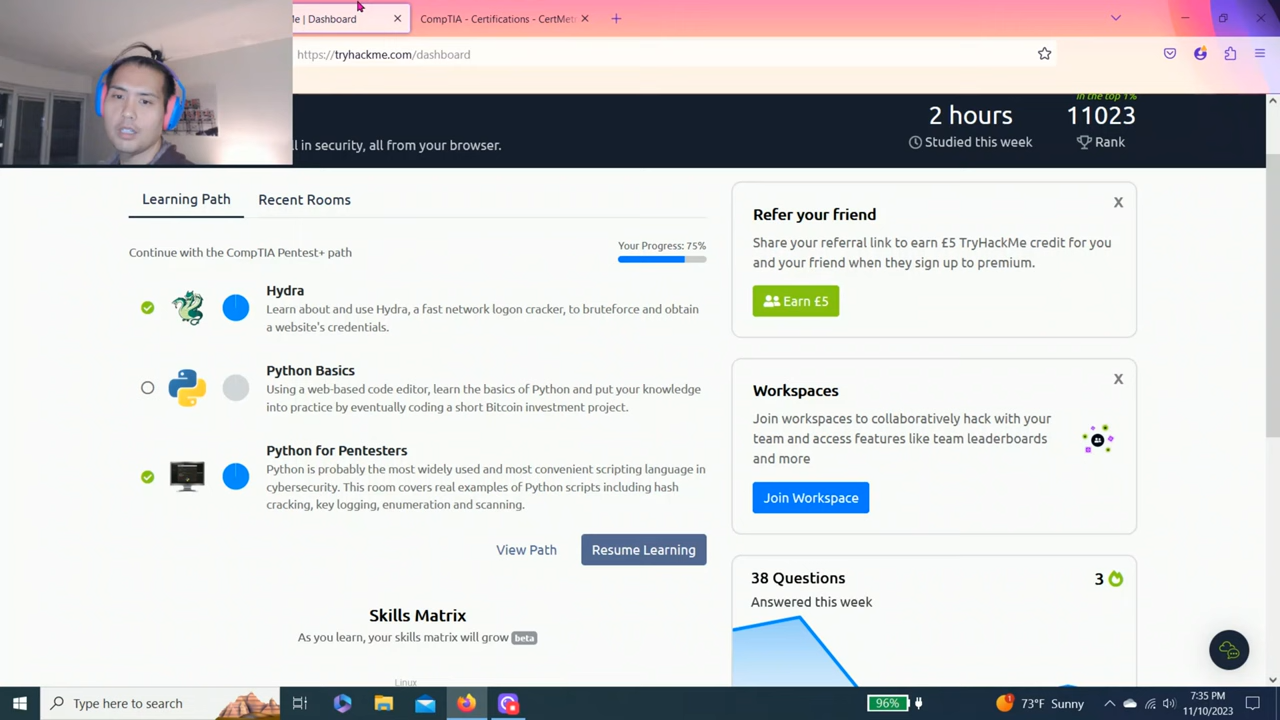 Me | Dashboard
CompTIA - Certifications - CertMet
https://tryhackme.com/dashboard
in the top 1%
2 hours
11023
ll in security, all from your browser.
Studied this week
Rank
Learning Path
Recent Rooms
Continue with the CompTIA Pentest+ path
Your Progress: 75%
Hydra
Learn about and use Hydra, a fast network logon cracker, to bruteforce and obtain
a website's credentials.
Python Basics
Using a web-based code editor, learn the basics of Python and put your knowledge
into practice by eventually coding a short Bitcoin investment project.
Python for Pentesters
Python is probably the most widely used and most convenient scripting language in
cybersecurity. This room covers real examples of Python scripts including hash
cracking, key logging, enumeration and scanning.
View Path
Resume Learning
Skills Matrix
As you learn, your skills matrix will grow beta
Linux
Refer your friend
X
Share your referral link to earn £5 TryHackMe credit for you
and your friend when they sign up to premium.
Earn £5
Workspaces
X
Join workspaces to collaboratively hack with your
team and access features like team leaderboards
and more
Join Workspace
38 Questions
3
Answered this week
Type here to search
96%
1
73°F Sunny
7:35 PM
11/10/2023